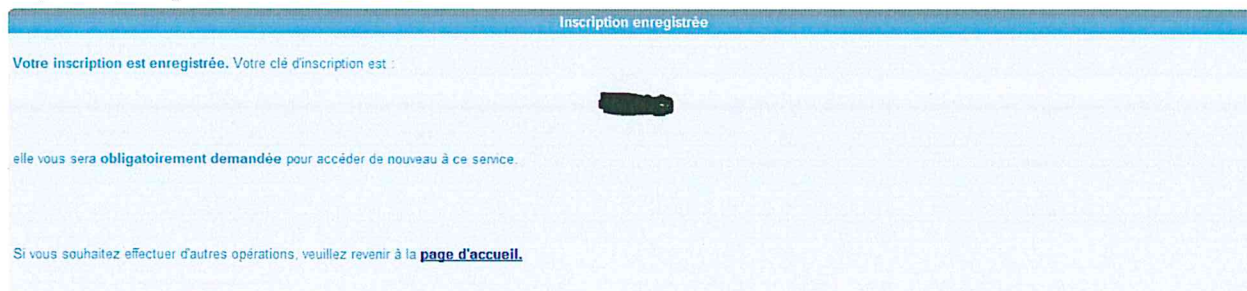 Inscription enregistrée
Votre inscription est enregistrée. Votre clé d'inscription est :
elle vous sera obligatoirement demandée pour accéder de nouveau à ce service.
Si vous souhaitez effectuer d'autres opérations, veuillez revenir à la page d'accueil.